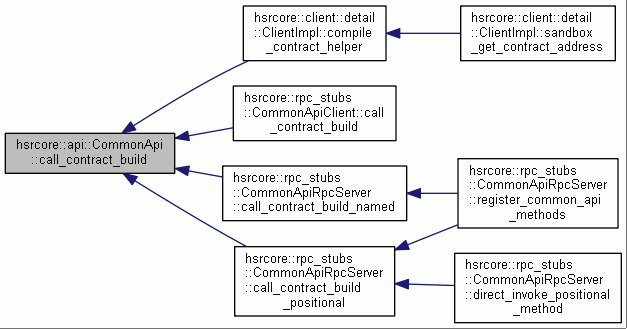 hsrcore::client::detail
::ClientImpl::compile
_contract_helper
hsrcore::client::detail
::ClientImpl::sandbox
_get_contract_address
hsrcore::rpc_stubs
::CommonApiClient::call
_contract_build
hsrcore::api::CommonApi
::call_contract_build
hsrcore::rpc_stubs
::CommonApiRpcServer
::call_contract_build_named
hsrcore::rpc_stubs
::CommonApiRpcServer
::register_common_api
_methods
hsrcore::rpc_stubs
::CommonApiRpcServer
::call_contract_build
_positional
hsrcore::rpc_stubs
::CommonApiRpcServer
::direct_invoke_positional
_method